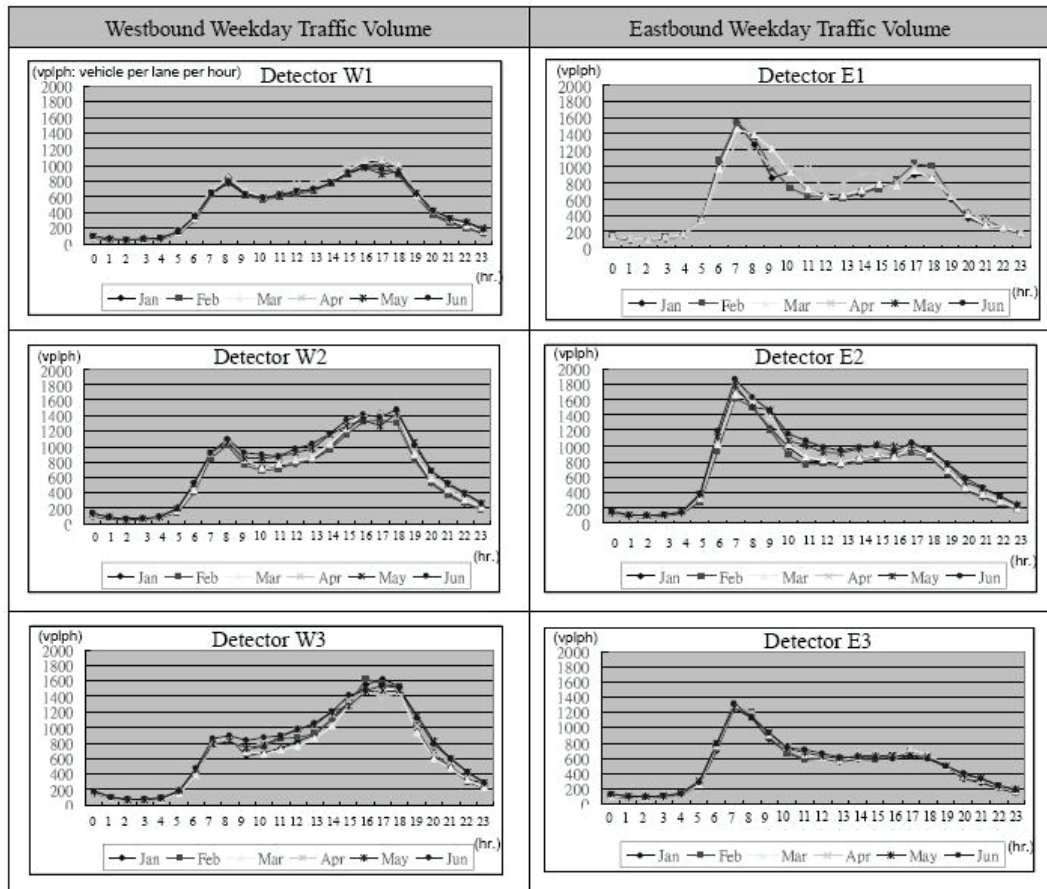 Westbound Weekday Traffic Volume
Eastbound Weekday Traffic Volume
(vplph: vehicle per lane per hour)
Detector W1
2000
1800
1600
1400
1200
1000
800
600
400
200
0
0 1 2 3 4 5 6 7 8 9 10 11 12 13 14 15 16 17 18 19 20 21 22 23
(hr.)
Jan Feb Mar Apr May Jun
(vplph)
Detector E1
2000
1800
1600
1400
1200
1000
800
600
400
200
0
0 1 2 3 4 5 6 7 8 9 10 11 12 13 14 15 16 17 18 19 20 21 22 23
(hr.)
Jan Feb Mar Apr May Jun
(vplph)
Detector W2
2000
1800
1600
1400
1200
1000
800
600
400
200
0
0 1 2 3 4 5 6 7 8 9 10 11 12 13 14 15 16 17 18 19 20 21 22 23
(hr.)
Jan Feb Mar Apr May Jun
(vplph)
Detector E2
2000
1800
1600
1400
1200
1000
800
600
400
200
0
0 1 2 3 4 5 6 7 8 9 10 11 12 13 14 15 16 17 18 19 20 21 22 23
(hr.)
Jan Feb Mar Apr May Jun
(vplph)
Detector W3
2000
1800
1600
1400
1200
1000
800
600
400
200
0
0 1 2 3 4 5 6 7 8 9 10 11 12 13 14 15 16 17 18 19 20 21 22 23
(hr.)
Jan Feb Mar Apr May Jun
(vplph)
Detector E3
2000
1800
1600
1400
1200
1000
800
600
400
200
0
0 1 2 3 4 5 6 7 8 9 10 11 12 13 14 15 16 17 18 19 20 21 22 23
(hr.)
Jan Feb Mar Apr May Jun